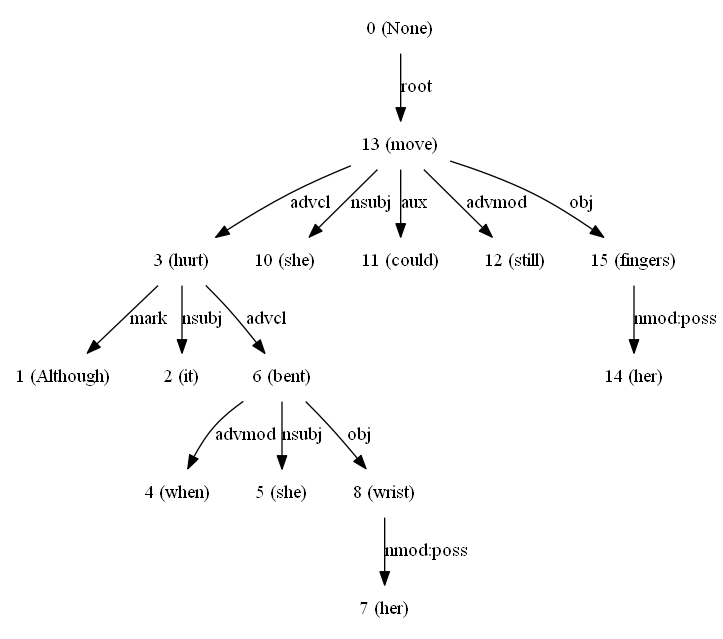 0 (None)
root
13 (move)
advcl nsubj aux advmod obj
3 (hurt) 10 (she) 11 (could) 12 (still) 15 (fingers)
mark nsubj advcl nmod:poss
1 (Although) 2 (it) 6 (bent) 14 (her)
advmod nsubj obj
4 (when) 5 (she) 8 (wrist)
nmod:poss
7 (her)